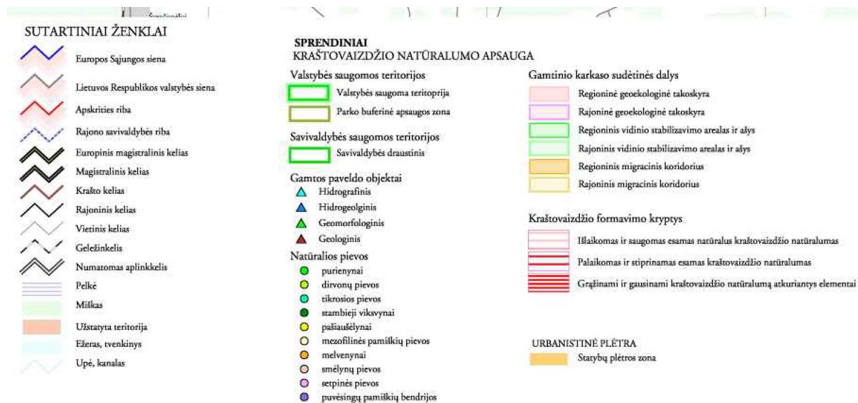 SUTARTINIAI ŽENKLAI
Europos Sąjungos siena
Lietuvos Respublikos valstybės siena
Apskrities riba
Rajono savivaldybės riba
Europinis magistralinis kelias
Magistralinis kelias
Krašto kelias
Rajoninis kelias
Vietinis kelias
Geležinkelis
Numatomas aplinkkelis
Pelkė
Miškas
Užstatyta teritorija
Ežeras, tvenkinys
Upė, kanalas
SPRENDINIAI
KRAŠTOVAIZDŽIO NATŪRALUMO APSAUGA
Valstybės saugomos teritorijos
Valstybės saugoma teritoprija
Parko buferinė apsaugos zona
Savivaldybės saugomos teritorijos
Savivaldybės draustinis
Gamtos paveldo objektai
Hidrografinis
Hidrogeolginis
Geomorfologinis
Geologinis
Natūralios pievos
purienynai
dirvonų pievos
tikrosios pievos
stambieji viksvynai
pašiaušėlynai
mezofilinės pamiškių pievos
melvenynai
smėlynų pievos
setpinės pievos
puvėsingų pamiškių bendrijos
Gamtinio karkaso sudėtinės dalys
Regioninė geoekologinė takoskyra
Rajoninė geoekologinė takoskyra
Regioninis vidinio stabilizavimo arealas ir ašys
Rajoninis vidinio stabilizavimo arealas ir ašys
Regioninis migracinis koridorius
Rajoninis migracinis koridorius
Kraštovaizdžio formavimo kryptys
Išlaikomas ir saugomas esamas natūralus kraštovaizdžio natūralumas
Palaikomas ir stiprinamas esamas kraštovaizdžio natūralumas
Grąžinami ir gausinami kraštovaizdžio natūralumą atkuriantys elementai
URBANISTINĖ PLĖTRA
Statybų plėtros zona